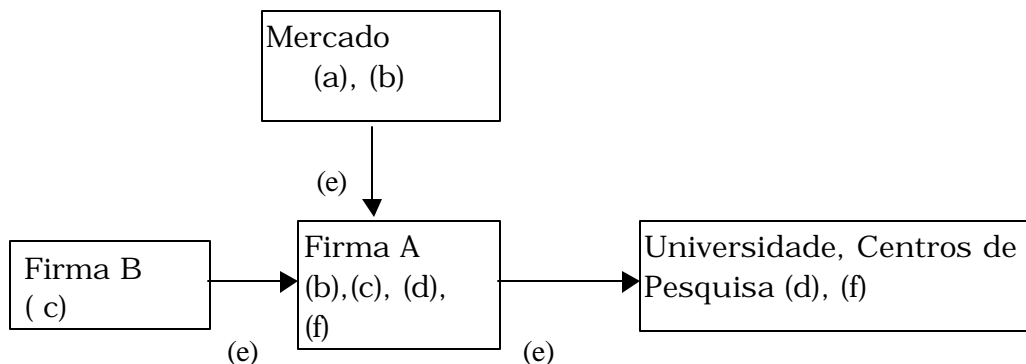 Mercado
(a), (b)
(e)
Firma B
( c)
Firma A
(b),(c), (d),
(f)
Universidade, Centros de
Pesquisa (d), (f)
(e)
(e)